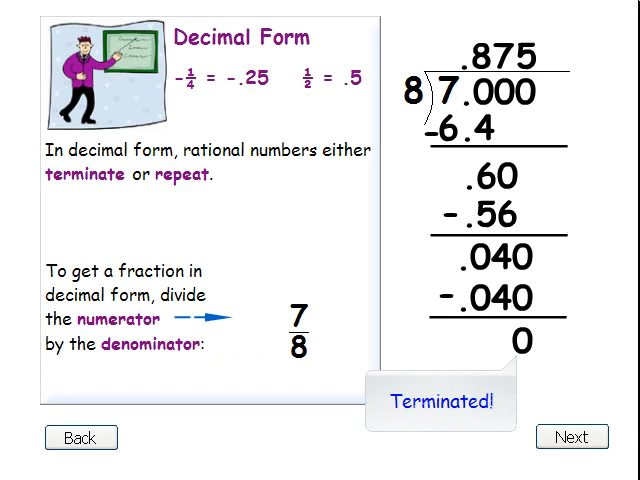 Decimal Form
-1/4 = -.25 1/2 = .5
In decimal form, rational numbers either
terminate or repeat.
To get a fraction in
decimal form, divide
the numerator
by the denominator:
7/8
.875
8)7.000
-6.4
.60
- .56
.040
- .040
0
Terminated!
Back
Next